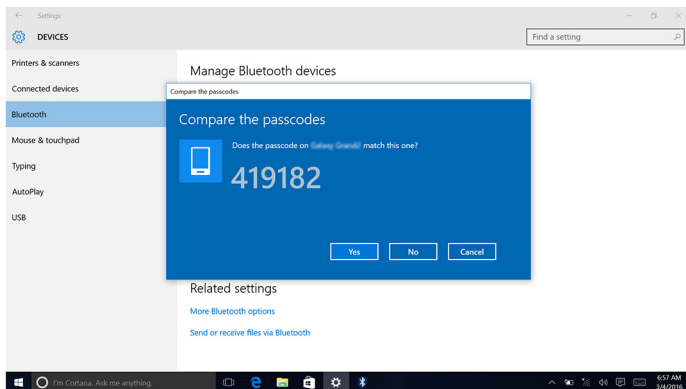 Settings
DEVICES
Find a setting
Printers & scanners
Connected devices
Bluetooth
Mouse & touchpad
Typing
AutoPlay
USB
Manage Bluetooth devices
Compare the passcodes
Compare the passcodes
Does the passcode on Galaxy Grand2 match this one?
419182
Yes No Cancel
Related settings
More Bluetooth options
Send or receive files via Bluetooth
I'm Cortana. Ask me anything.
6:57 AM
3/4/2016